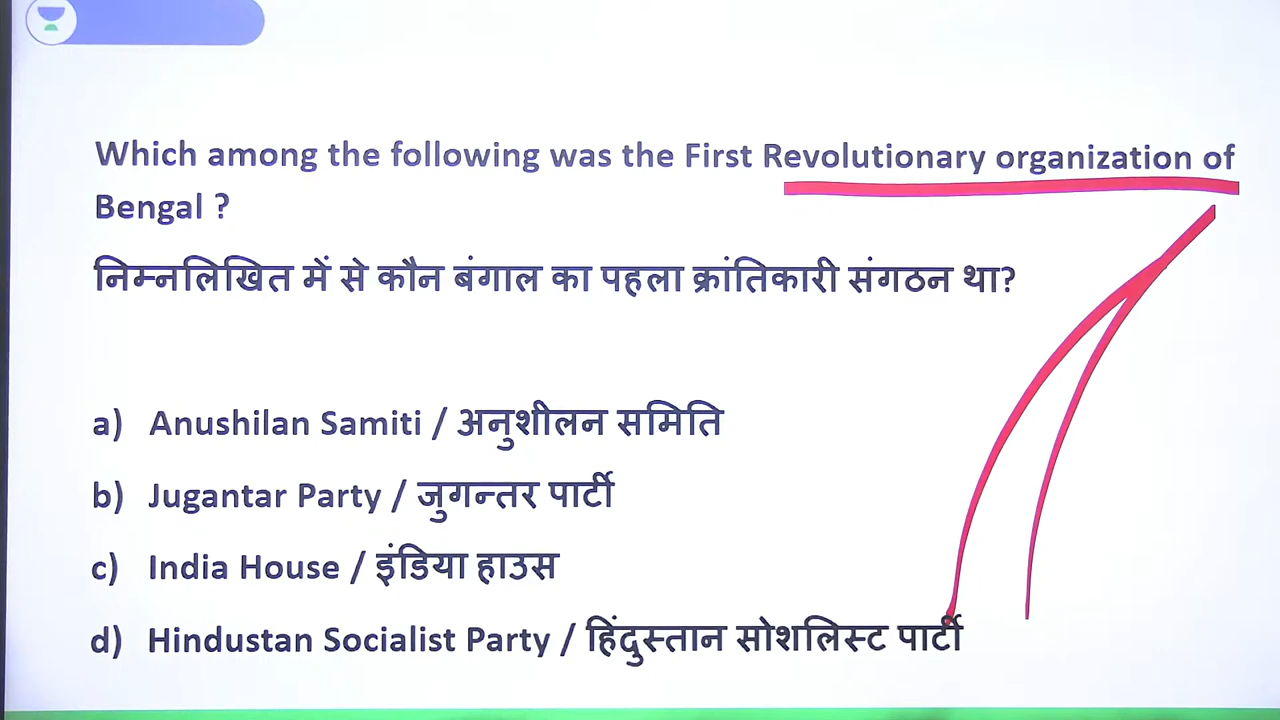 Which among the following was the First Revolutionary organization of
Bengal ?
निम्नलिखित में से कौन बंगाल का पहला क्रांतिकारी संगठन था?
a) Anushilan Samiti / अनुशीलन समिति
b) Jugantar Party / जुगन्तर पार्टी
c) India House / इंडिया हाउस
d) Hindustan Socialist Party / हिंदुस्तान सोशलिस्ट पार्टी